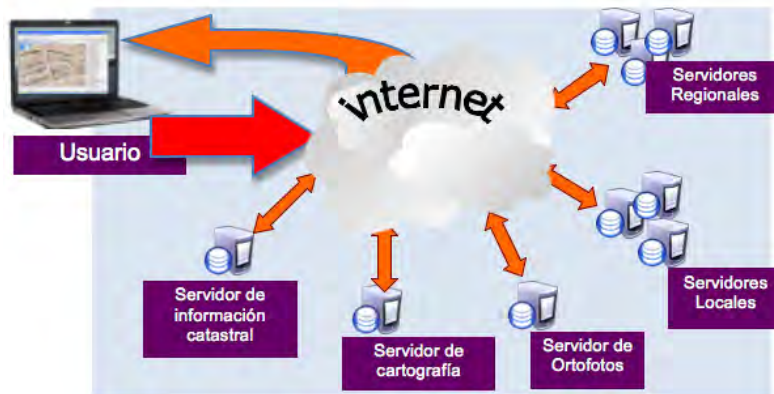 internet
Servidores
Regionales
Usuario
Servidores
Locales
Servidor de
información
catastral
Servidor de
cartografía
Servidor de
Ortofotos